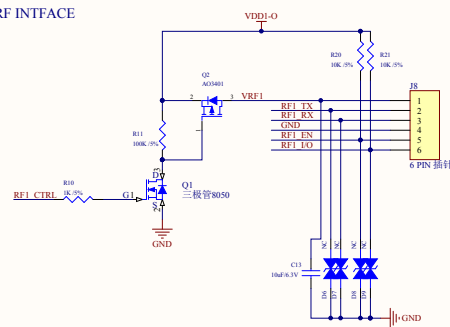 RF INTFACE
VDD1-O
R20
10K /5%
R21
10K /5%
Q2
AO3401
2
3
VRF1
1
J8
1
2
3
4
5
6
6 PIN 插针
RF1_TX
RF1_RX
GND
RF1_EN
RF1_I/O
R11
100K /5%
RF1_CTRL
R10
1K /5%
G1
D3
S2
Q1
三极管8050
GND
C13
10uF/6.3V
NC
NC
NC
NC
D6
D7
D8
D9
GND